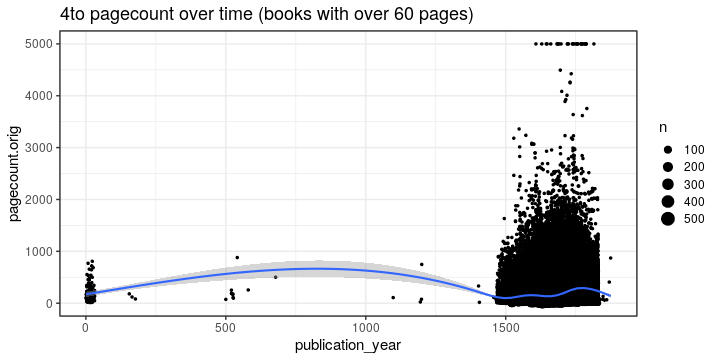 4to pagecount over time (books with over 60 pages)
5000
4000
3000
2000
1000
0
pagecount.orig
0 500 1000 1500
publication_year
n
100
200
300
400
500